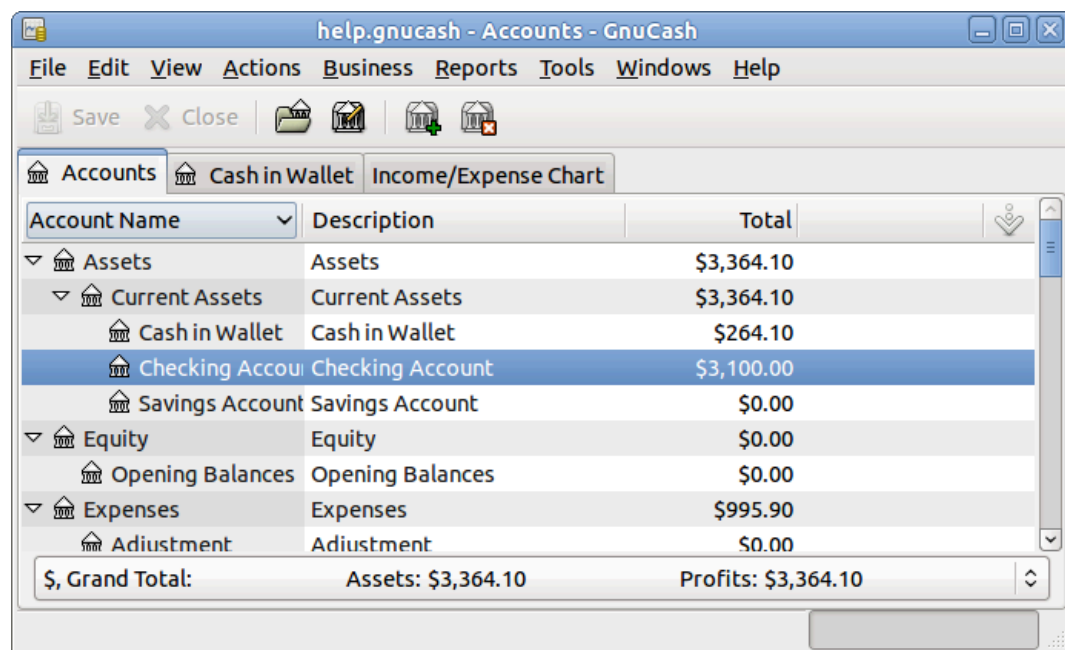 help.gnucash - Accounts - GnuCash
File Edit View Actions Business Reports Tools Windows Help
Save Close
Accounts Cash in Wallet Income/Expense Chart
Account Name Description Total
Assets Assets $3,364.10
Current Assets Current Assets $3,364.10
Cash in Wallet Cash in Wallet $264.10
Checking Accou Checking Account $3,100.00
Savings Account Savings Account $0.00
Equity Equity $0.00
Opening Balances Opening Balances $0.00
Expenses Expenses $995.90
Adjustment Adjustment $0.00
$, Grand Total: Assets: $3,364.10 Profits: $3,364.10